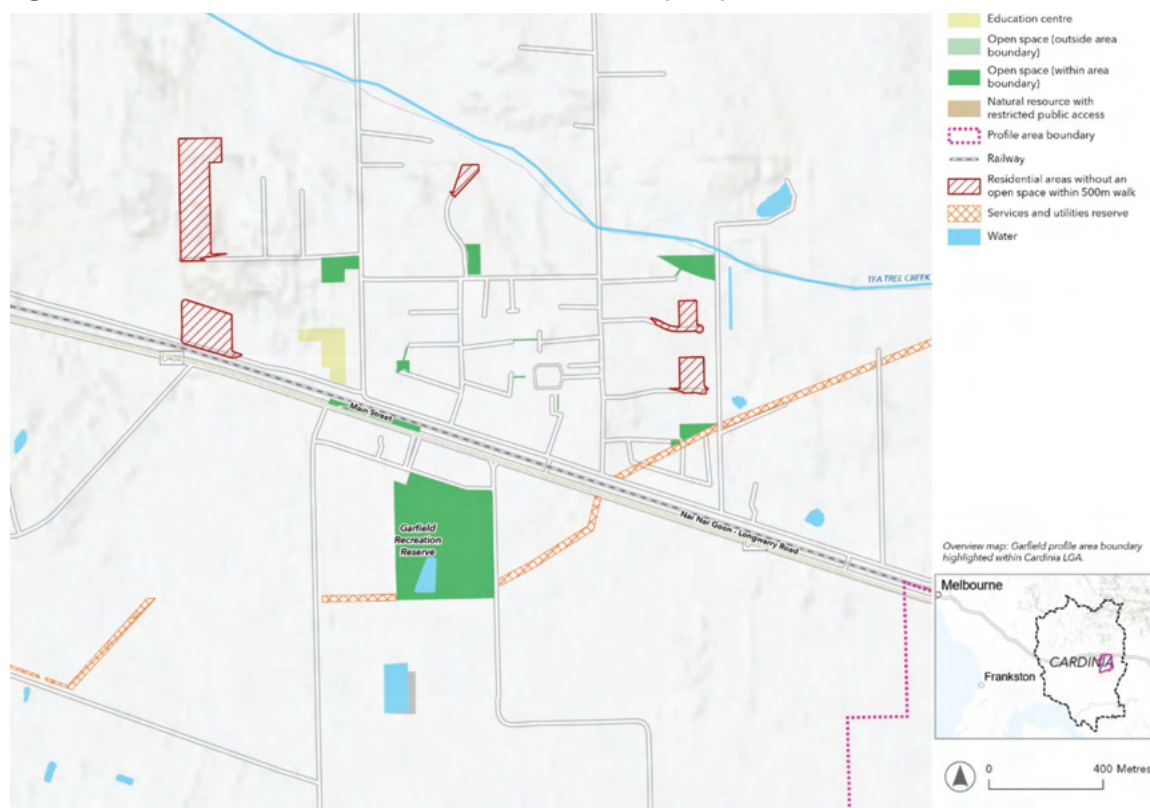 Education centre
Open space (outside area
boundary)
Open space (within area
boundary)
Natural resource with
restricted public access
Profile area boundary
Railway
Residential areas without an
open space within 500m walk
Services and utilities reserve
Water
TEA TREE CREEK
Main Street
Garfield
Recreation
Reserve
Nar Nar Goon - Longwarry Road
Overview map: Garfield profile area boundary
highlighted within Cardinia LGA.
Melbourne
CARDINIA
Frankston
0 400 Metres